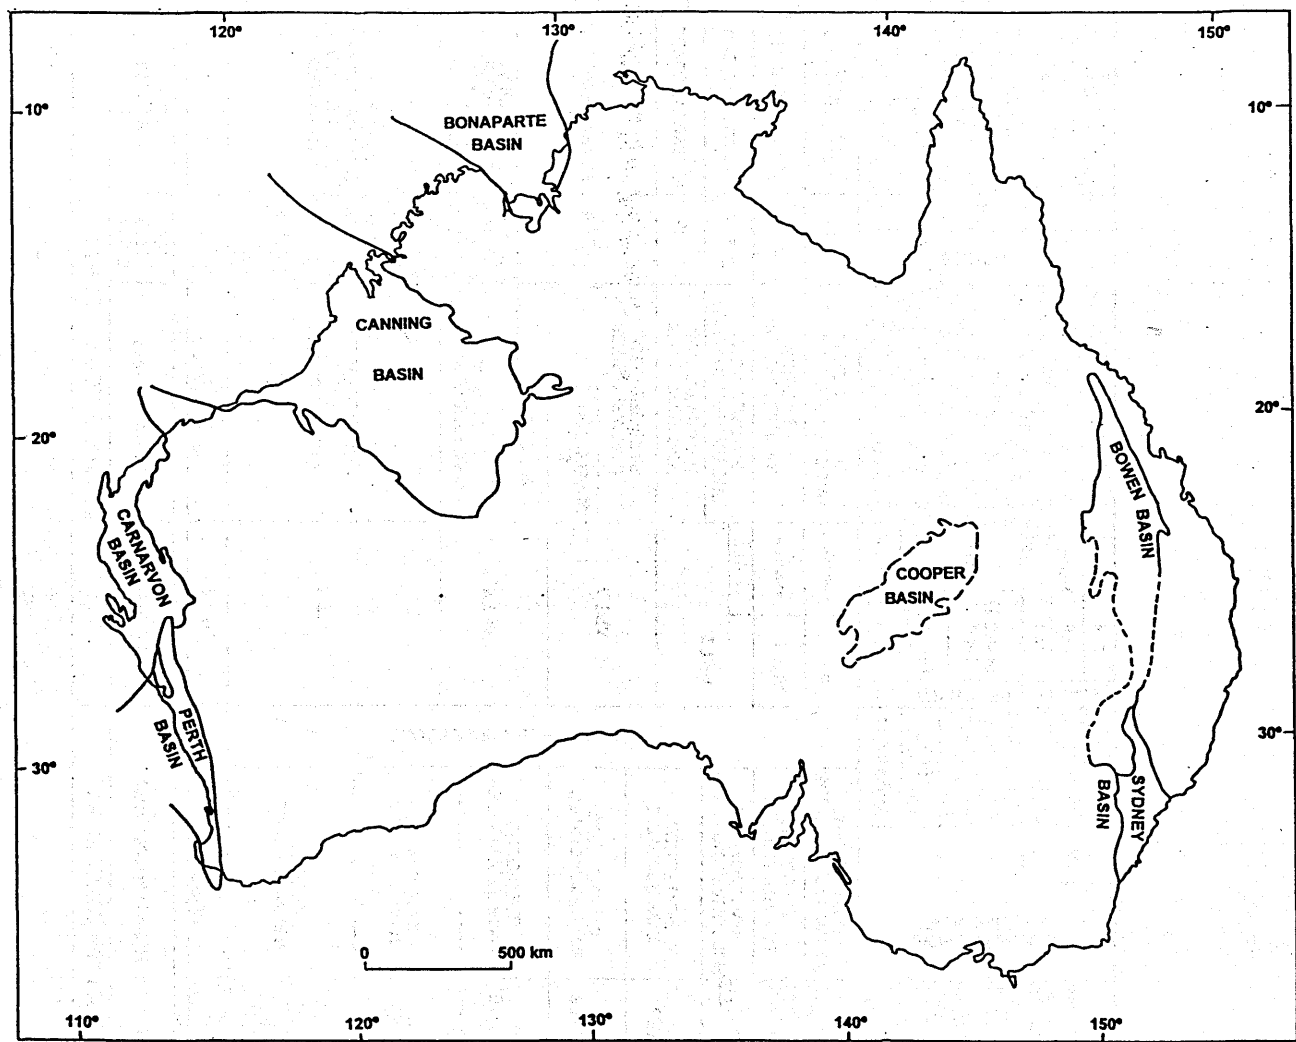 120°
130°
140°
150°
10°
10°
BONAPARTE
BASIN
CANNING
BASIN
20°
20°
BOWEN BASIN
CARNARVON
BASIN
COOPER
BASIN
PERTH
BASIN
30°
30°
SYDNEY
BASIN
0
500 km
110°
120°
130°
140°
150°